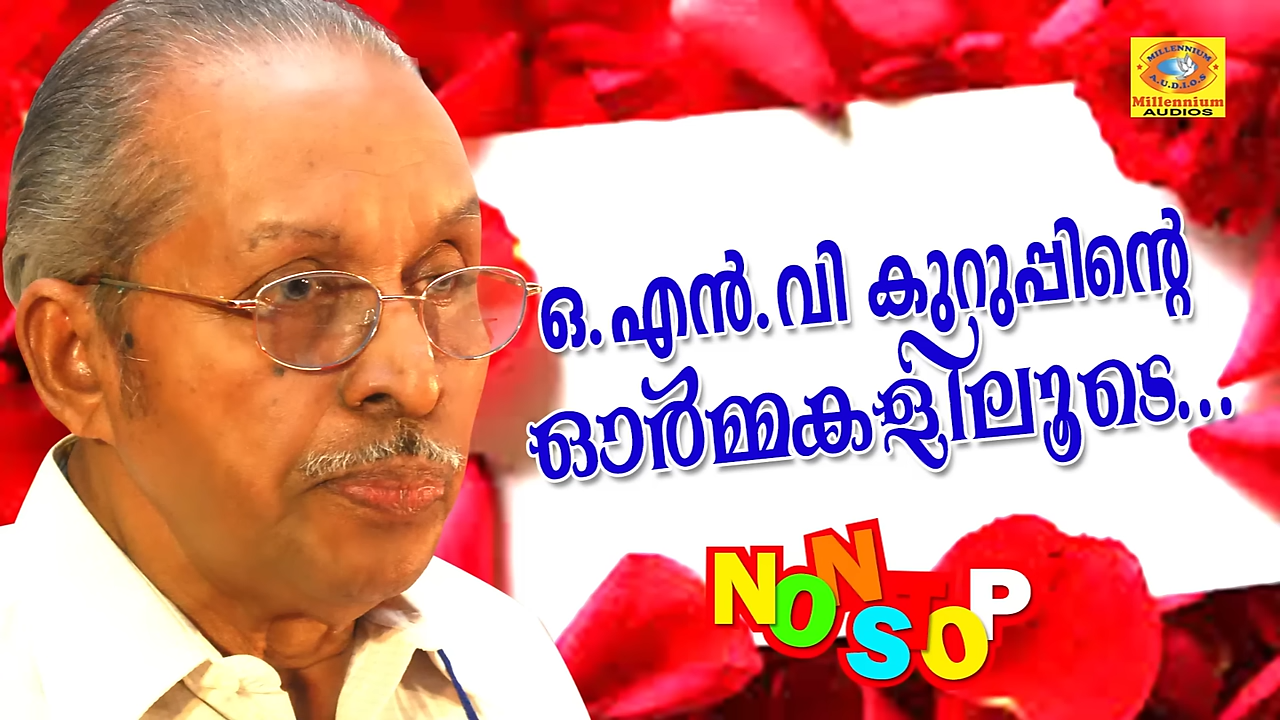 MILLENNIUM
A.U.D.I.O.S
Millennium
AUDIOS
ഒ.എൻ.വി കുറുപ്പിന്റെ
ഓർമ്മകളിലൂടെ...
NON
STOP